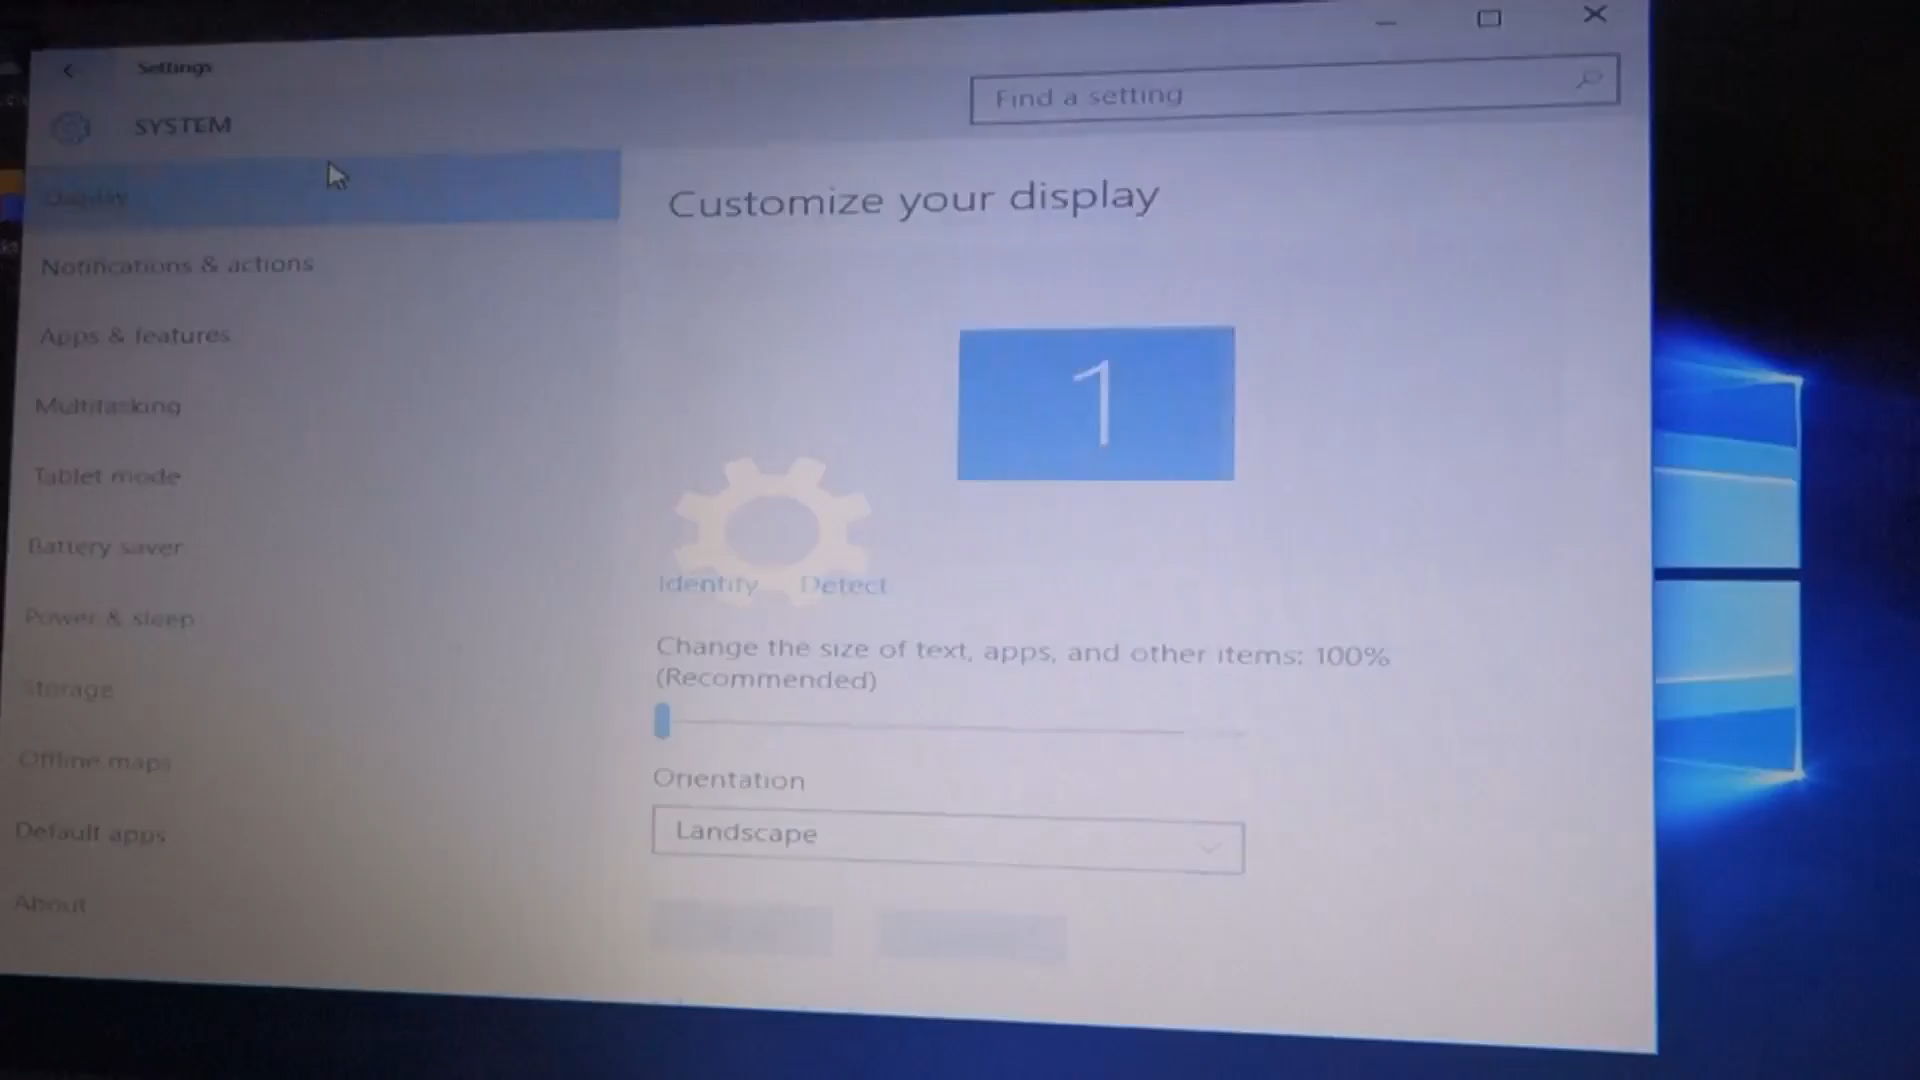 Settings
SYSTEM
Find a setting
Display
Notifications & actions
Apps & features
Multitasking
Tablet mode
Battery saver
Power & sleep
Storage
Offline maps
Default apps
About
Customize your display
1
Identify Detect
Change the size of text, apps, and other items: 100%
(Recommended)
Orientation
Landscape